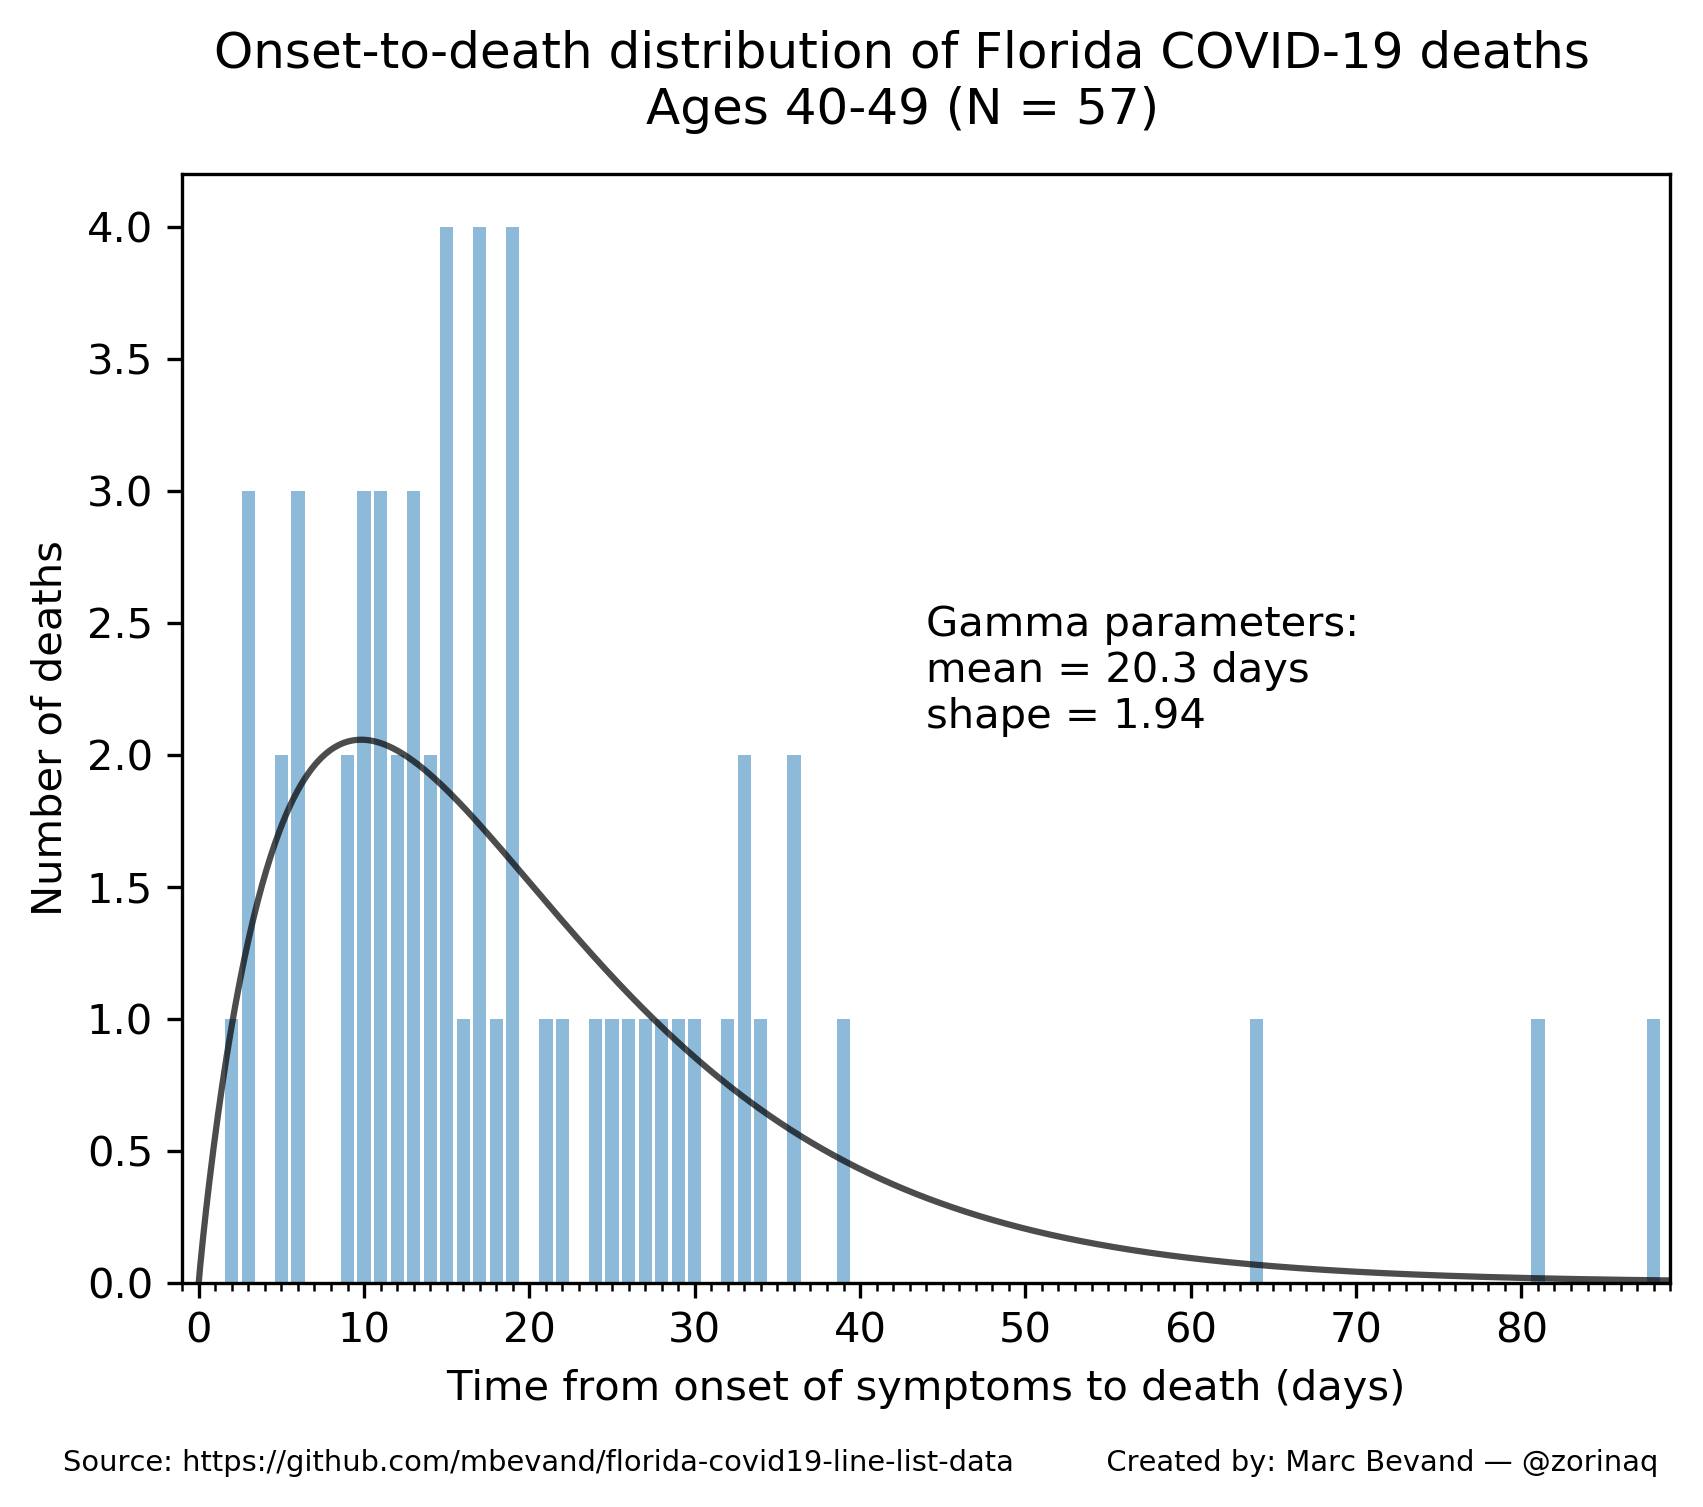 Onset-to-death distribution of Florida COVID-19 deaths
Ages 40-49 (N = 57)
4.0
3.5
3.0
2.5
2.0
1.5
1.0
0.5
0.0
Number of deaths
Gamma parameters:
mean = 20.3 days
shape = 1.94
0 10 20 30 40 50 60 70 80
Time from onset of symptoms to death (days)
Source: https://github.com/mbevand/florida-covid19-line-list-data Created by: Marc Bevand — @zorinaq